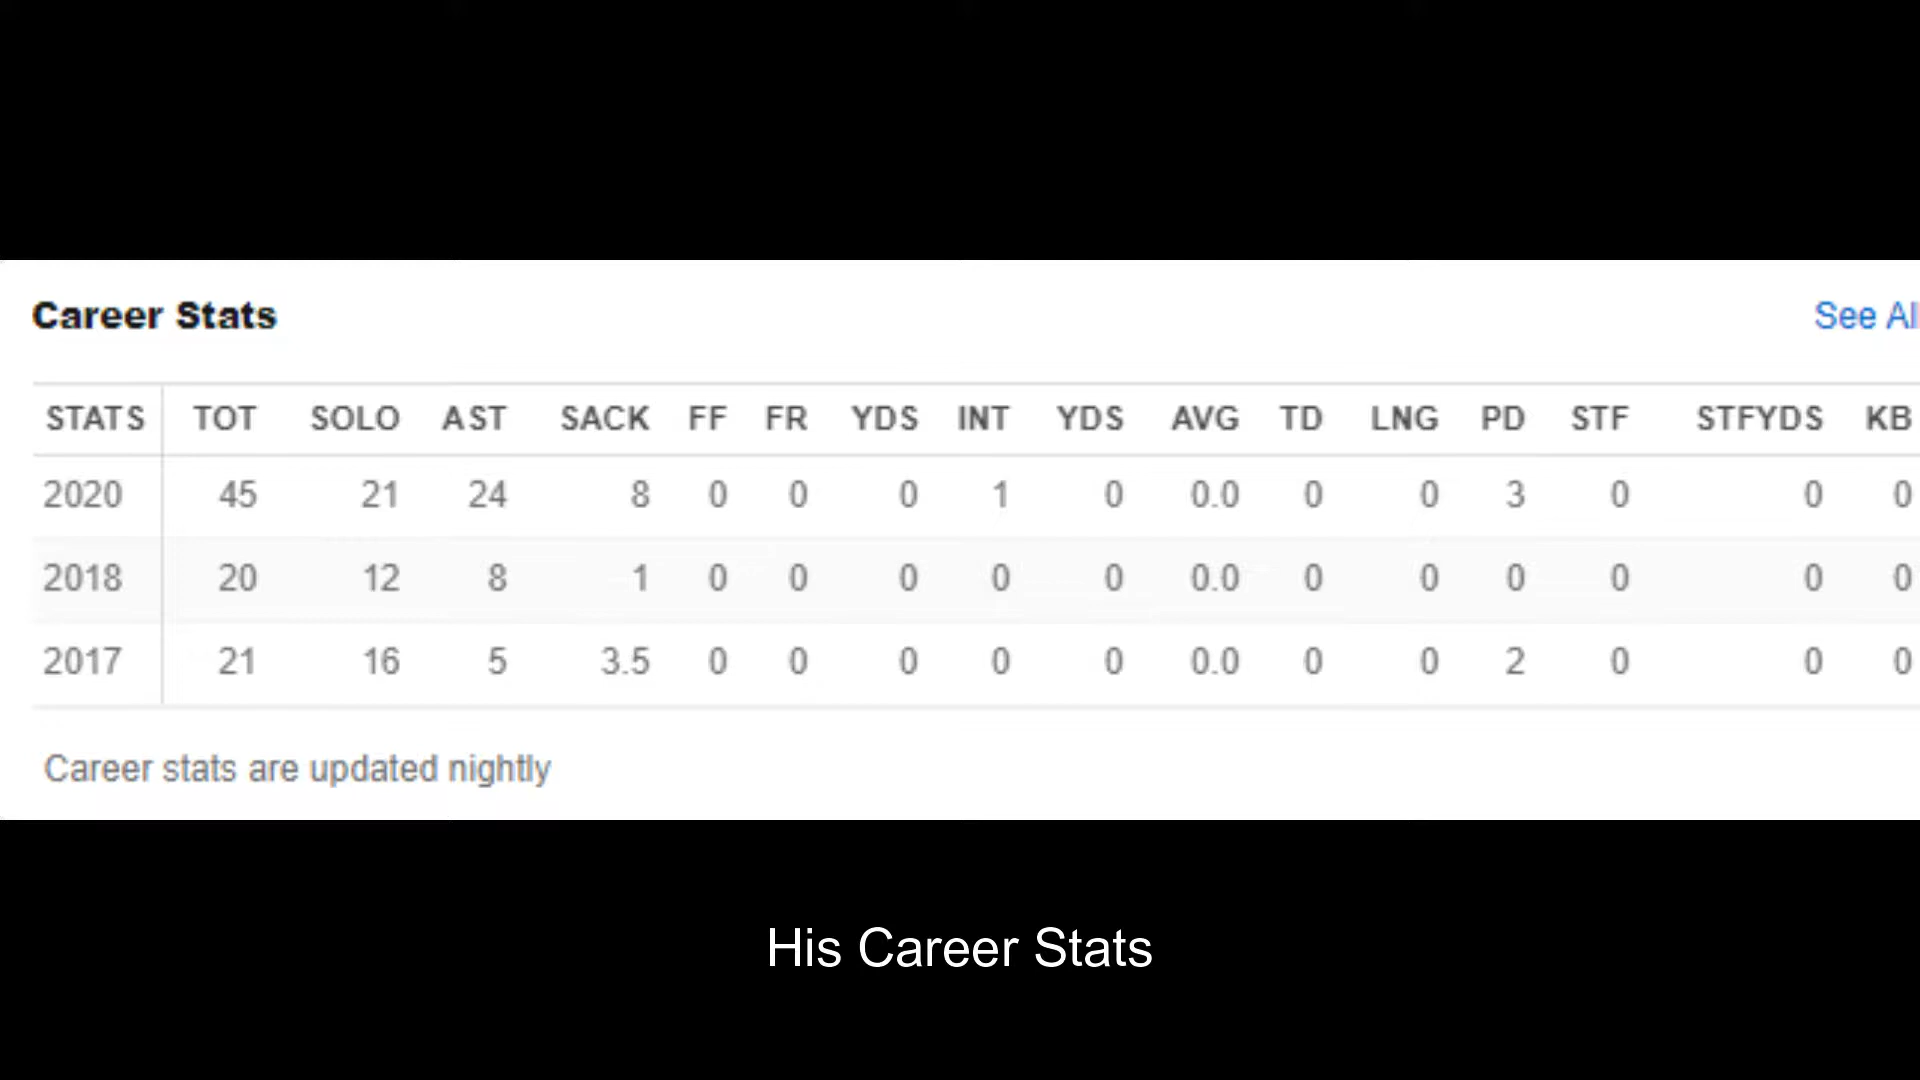 Career Stats See All
STATS TOT SOLO AST SACK FF FR YDS INT YDS AVG TD LNG PD STF STFYDS KB
2020 45 21 24 8 0 0 0 1 0 0.0 0 0 3 0 0 0
2018 20 12 8 1 0 0 0 0 0 0.0 0 0 0 0 0 0
2017 21 16 5 3.5 0 0 0 0 0 0.0 0 0 2 0 0 0
Career stats are updated nightly
His Career Stats